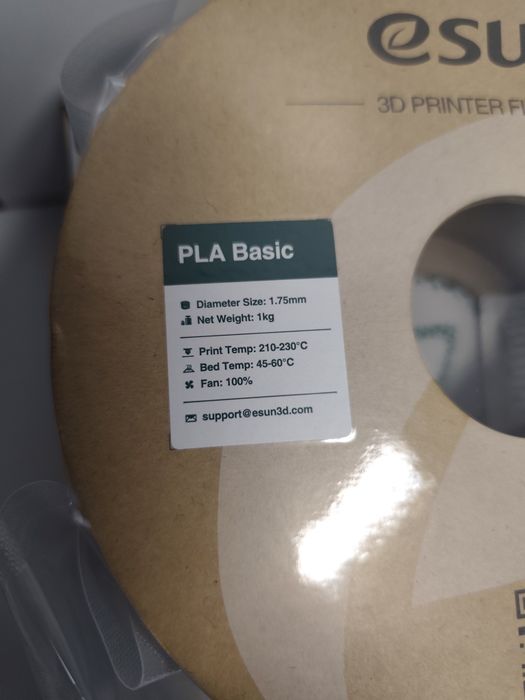 esu
3D PRINTER
PLA Basic
Diameter Size: 1.75mm
Net Weight: 1kg
Print Temp: 210-230°C
Bed Temp: 45-60°C
Fan: 100%
support@esun3d.com